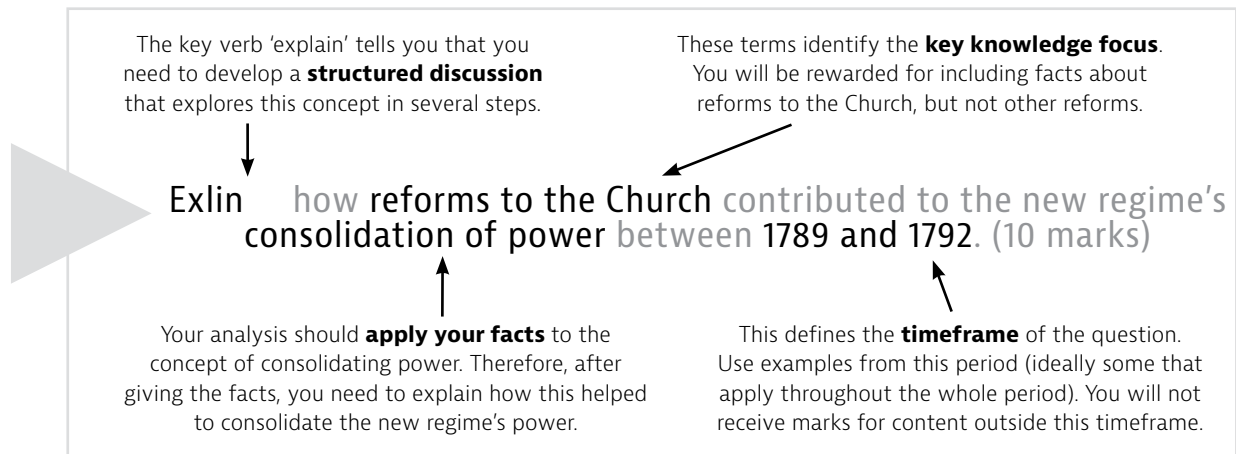 The key verb 'explain' tells you that you
need to develop a structured discussion
that explores this concept in several steps.
These terms identify the key knowledge focus.
You will be rewarded for including facts about
reforms to the Church, but not other reforms.
Exlin how reforms to the Church contributed to the new regime's
consolidation of power between 1789 and 1792. (10 marks)
Your analysis should apply your facts to the
concept of consolidating power. Therefore, after
giving the facts, you need to explain how this helped
to consolidate the new regime's power.
This defines the timeframe of the question.
Use examples from this period (ideally some that
apply throughout the whole period). You will not
receive marks for content outside this timeframe.